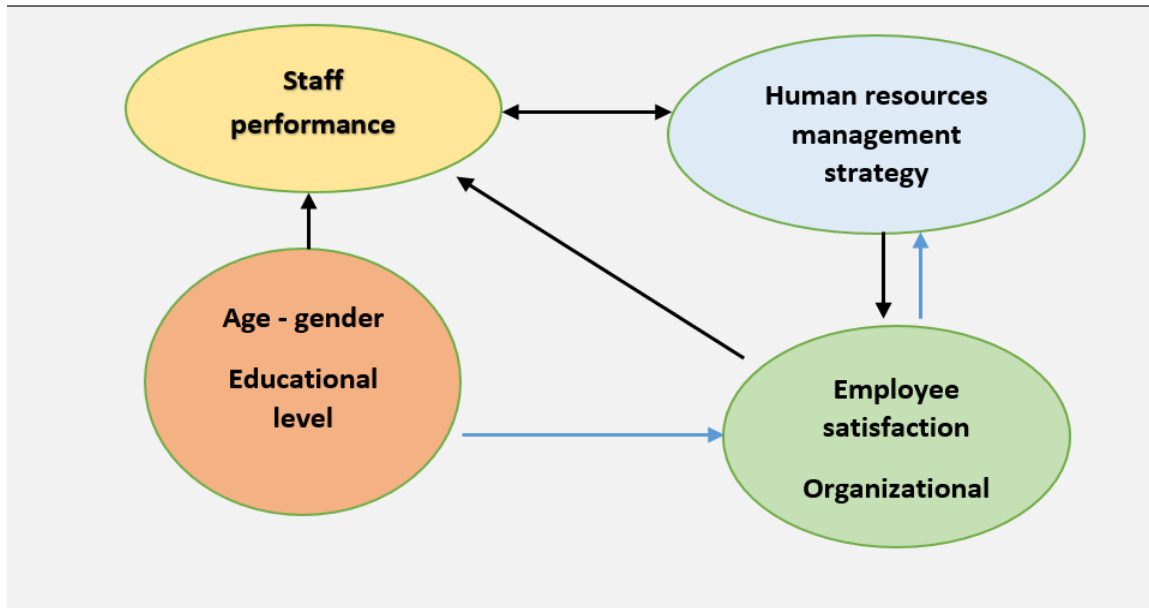 Staff
performance
Human resources
management
strategy
Age - gender
Educational
level
Employee
satisfaction
Organizational